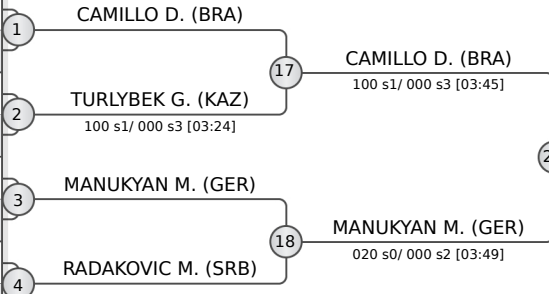 CAMILLO D. (BRA)
1
17
CAMILLO D. (BRA)
100 s1/ 000 s3 [03:45]
TURLYBEK G. (KAZ)
2
100 s1/ 000 s3 [03:24]
MANUKYAN M. (GER)
3
18
MANUKYAN M. (GER)
020 s0/ 000 s2 [03:49]
RADAKOVIC M. (SRB)
4